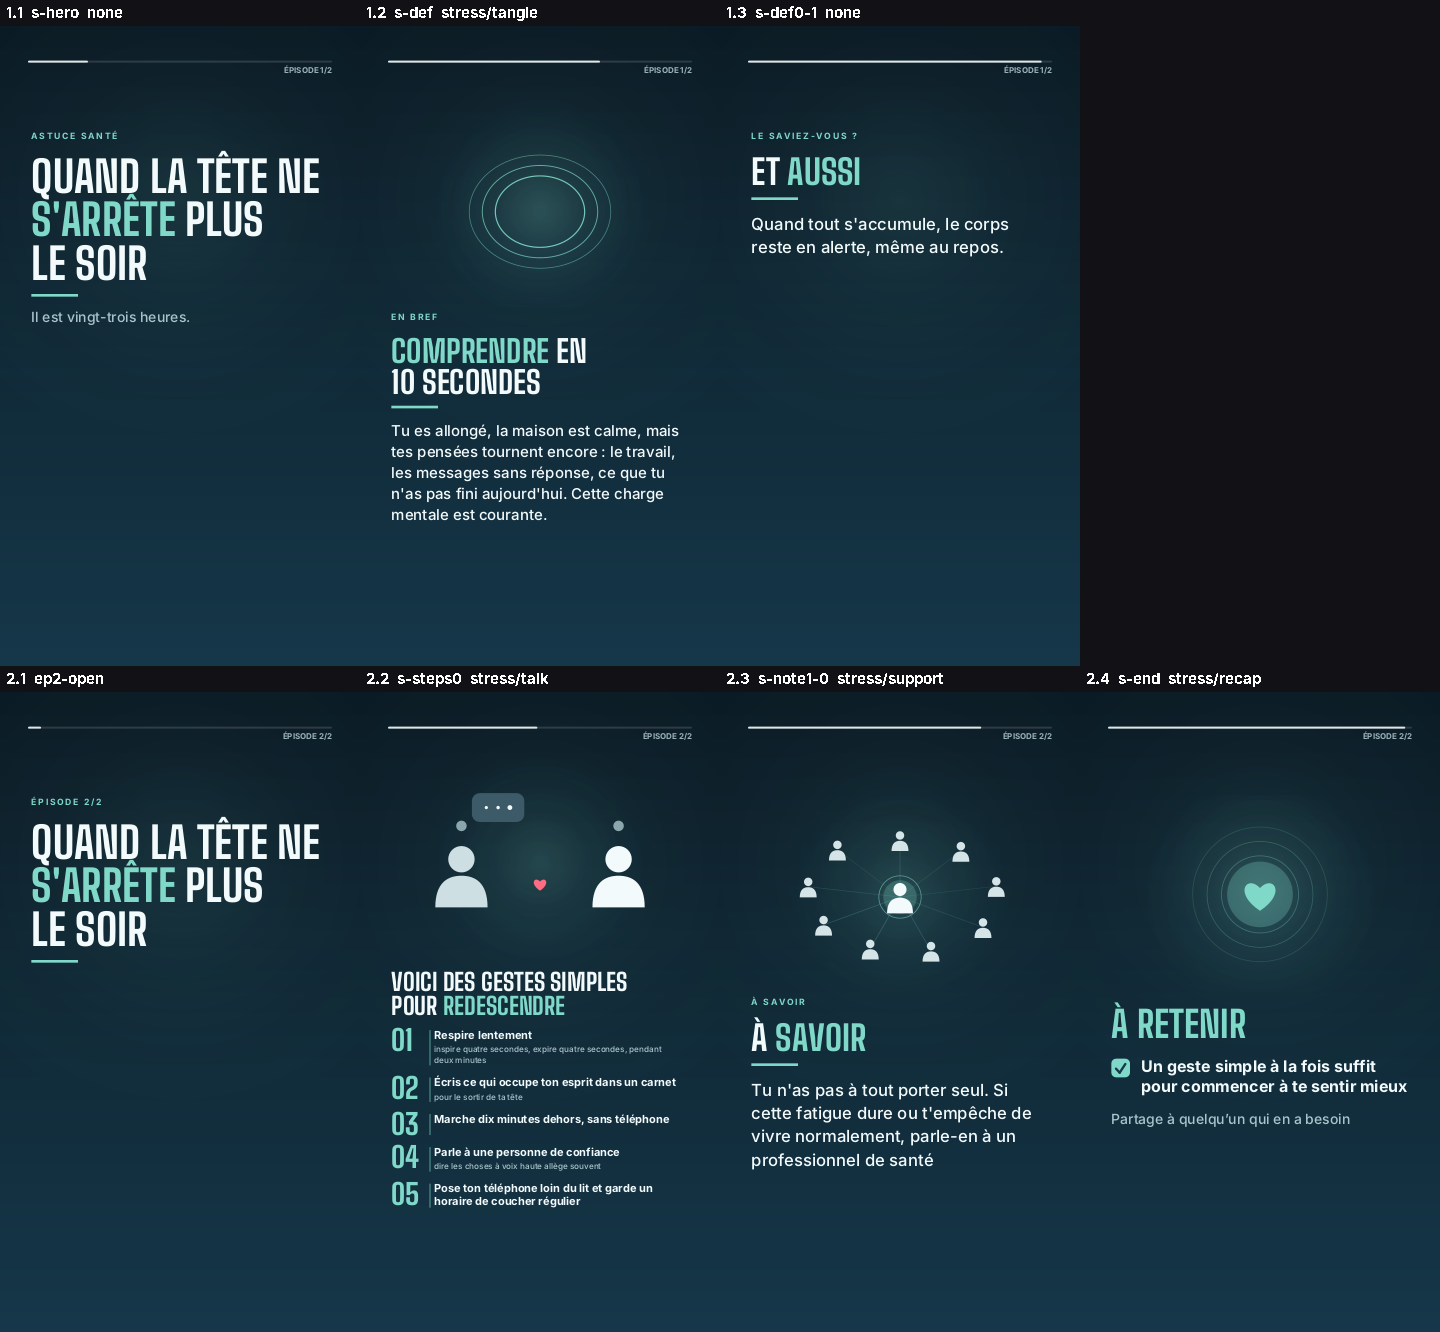 1.1 s-hero none
ÉPISODE 1/2
ASTUCE SANTÉ
QUAND LA TÊTE NE
S'ARRÊTE PLUS
LE SOIR
Il est vingt-trois heures.
1.2 s-def stress/tangle
ÉPISODE 1/2
EN BREF
COMPRENDRE EN
10 SECONDES
Tu es allongé, la maison est calme, mais
tes pensées tournent encore : le travail,
les messages sans réponse, ce que tu
n'as pas fini aujourd'hui. Cette charge
mentale est courante.
1.3 s-def0-1 none
ÉPISODE 1/2
LE SAVIEZ-VOUS ?
ET AUSSI
Quand tout s'accumule, le corps
reste en alerte, même au repos.
2.1 ep2-open
ÉPISODE 2/2
ÉPISODE 2/2
QUAND LA TÊTE NE
S'ARRÊTE PLUS
LE SOIR
2.2 s-steps0 stress/talk
ÉPISODE 2/2
VOICI DES GESTES SIMPLES
POUR REDESCENDRE
01 Respire lentement
inspire quatre secondes, expire quatre secondes, pendant
deux minutes
02 Écris ce qui occupe ton esprit dans un carnet
pour le sortir de ta tête
03 Marche dix minutes dehors, sans téléphone
04 Parle à une personne de confiance
dire les choses à voix haute allège souvent
05 Pose ton téléphone loin du lit et garde un
horaire de coucher régulier
2.3 s-note1-0 stress/support
ÉPISODE 2/2
À SAVOIR
À SAVOIR
Tu n'as pas à tout porter seul. Si
cette fatigue dure ou t'empêche de
vivre normalement, parle-en à un
professionnel de santé
2.4 s-end stress/recap
ÉPISODE 2/2
À RETENIR
Un geste simple à la fois suffit
pour commencer à te sentir mieux
Partage à quelqu’un qui en a besoin